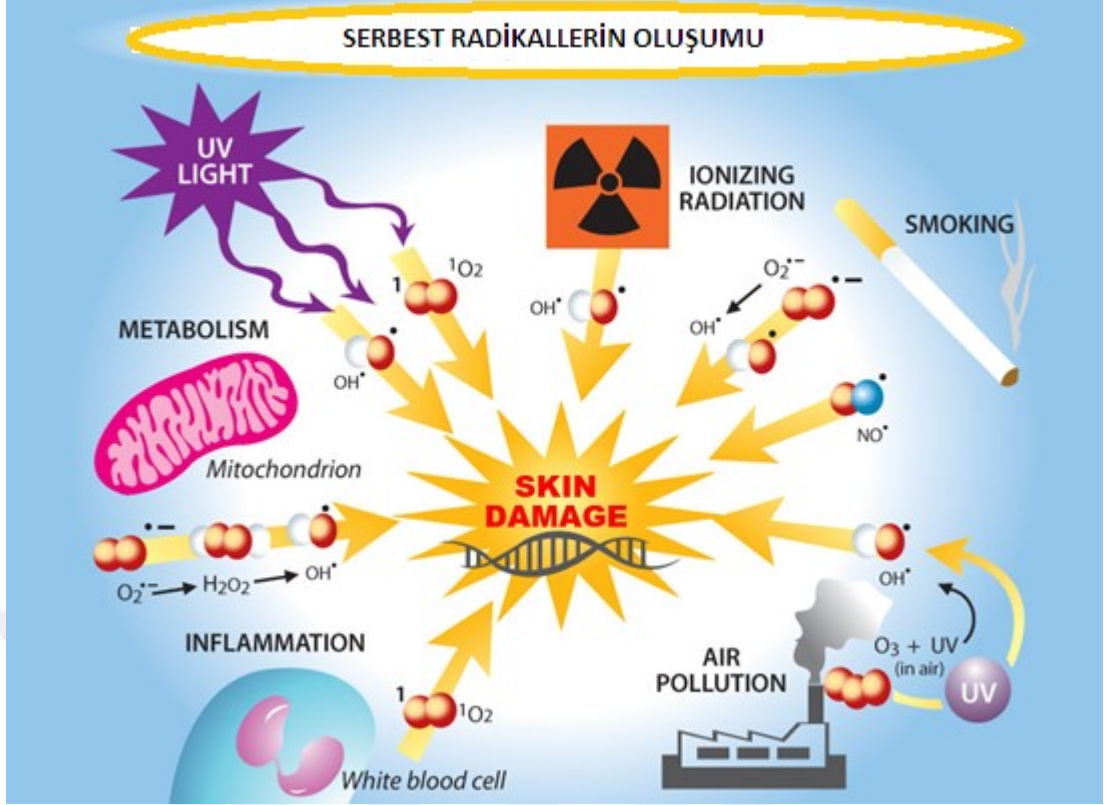 SERBEST RADİKALLERİN OLUŞUMU
UV
LIGHT
IONIZING
RADIATION
SMOKING
1
¹O2
OH•
O2•−
•−
OH•
•
METABOLISM
•
OH•
•
•
NO•
Mitochondrion
SKIN
DAMAGE
•−
•
O2•−
H2O2
OH•
•
OH•
INFLAMMATION
1
¹O2
White blood cell
AIR
POLLUTION
O3 + UV
(in air)
UV